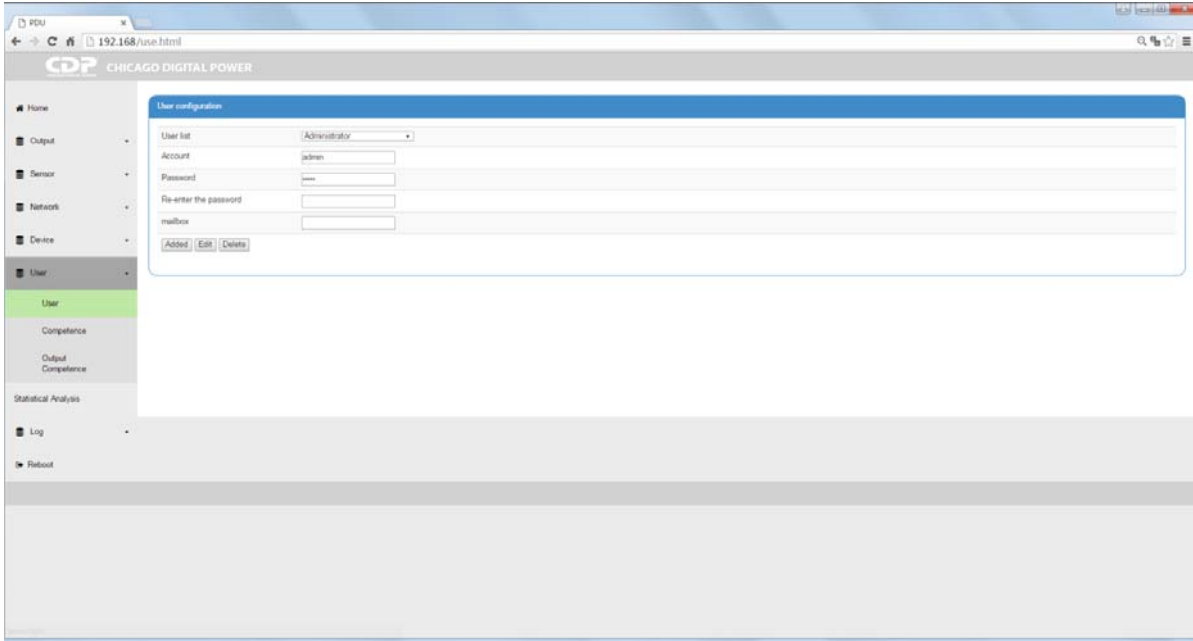 PDU
192.168/use.html
CDP CHICAGO DIGITAL POWER
Home
Output
Sensor
Network
Device
User
User
Competence
Output
Competence
Statistical Analysis
Log
Reboot
User configuration
User list Administrator
Account admin
Password •••••
Re-enter the password
mailbox
Added Edit Delete